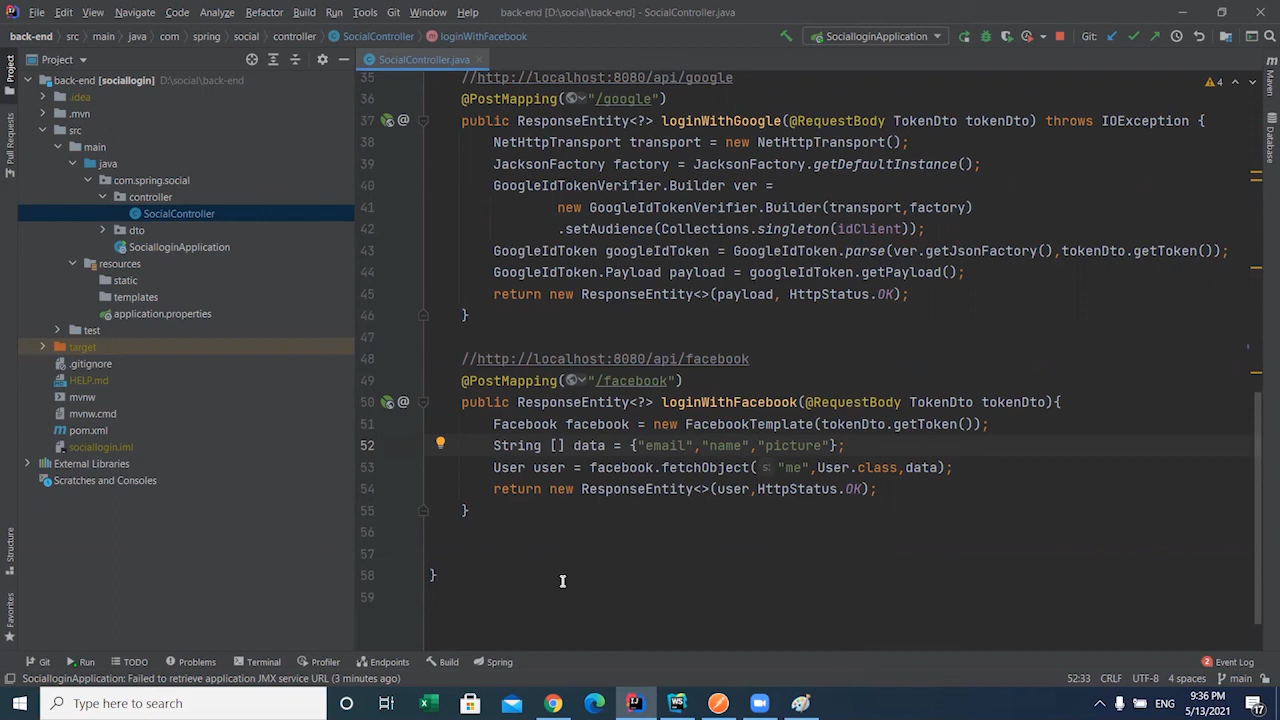 File Edit View Navigate Code Analyze Refactor Build Run Tools Git Window Help back-end [D:\social\back-end] - SocialController.java
back-end src main java com spring social controller SocialController loginWithFacebook SocialloginApplication Git:
Project SocialController.java
back-end [sociallogin] D:\social\back-end
.idea
.mvn
src
main
java
com.spring.social
controller
SocialController
dto
SocialloginApplication
resources
static
templates
application.properties
test
target
.gitignore
HELP.md
mvnw
mvnw.cmd
pom.xml
sociallogin.iml
External Libraries
Scratches and Consoles
Project
Pull Requests
Structure
Favorites
4
35 //http://localhost:8080/api/google
36 @PostMapping("/google")
37 public ResponseEntity<?> loginWithGoogle(@RequestBody TokenDto tokenDto) throws IOException {
38 NetHttpTransport transport = new NetHttpTransport();
39 JacksonFactory factory = JacksonFactory.getDefaultInstance();
40 GoogleIdTokenVerifier.Builder ver =
41 new GoogleIdTokenVerifier.Builder(transport,factory)
42 .setAudience(Collections.singleton(idClient));
43 GoogleIdToken googleIdToken = GoogleIdToken.parse(ver.getJsonFactory(),tokenDto.getToken());
44 GoogleIdToken.Payload payload = googleIdToken.getPayload();
45 return new ResponseEntity<>(payload, HttpStatus.OK);
46 }
47
48 //http://localhost:8080/api/facebook
49 @PostMapping("/facebook")
50 public ResponseEntity<?> loginWithFacebook(@RequestBody TokenDto tokenDto){
51 Facebook facebook = new FacebookTemplate(tokenDto.getToken());
52 String [] data = {"email","name","picture"};
53 User user = facebook.fetchObject( s: "me",User.class,data);
54 return new ResponseEntity<>(user,HttpStatus.OK);
55 }
56
57
58 }
59
Maven
Database
Git Run TODO Problems Terminal Profiler Endpoints Build Spring 2 Event Log
SocialloginApplication: Failed to retrieve application JMX service URL (3 minutes ago) 52:33 CRLF UTF-8 4 spaces main
Type here to search
9:36 PM
5/13/2021
17